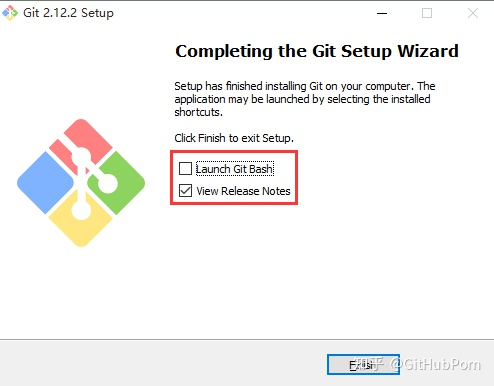 Git 2.12.2 Setup
Completing the Git Setup Wizard
Setup has finished installing Git on your computer. The
application may be launched by selecting the installed
shortcuts.
Click Finish to exit Setup.
Launch Git Bash
View Release Notes
知乎 @GitHubPorn